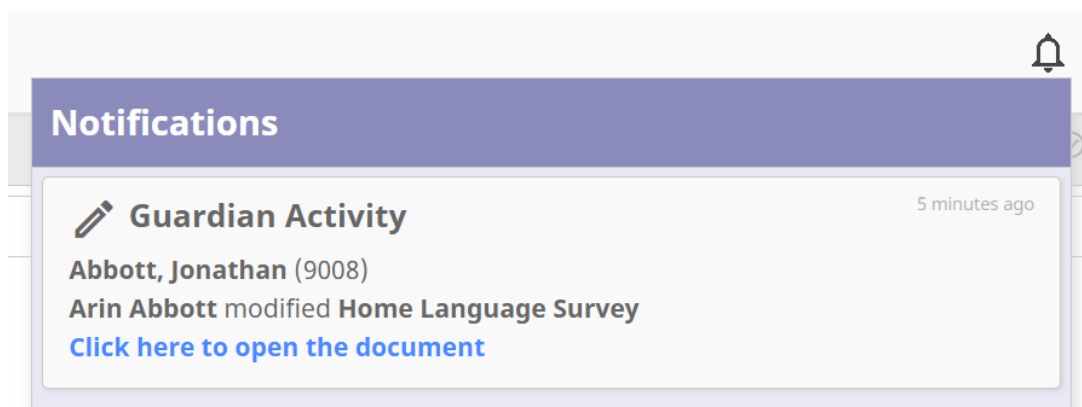 Notifications
Guardian Activity
5 minutes ago
Abbott, Jonathan (9008)
Arin Abbott modified Home Language Survey
Click here to open the document